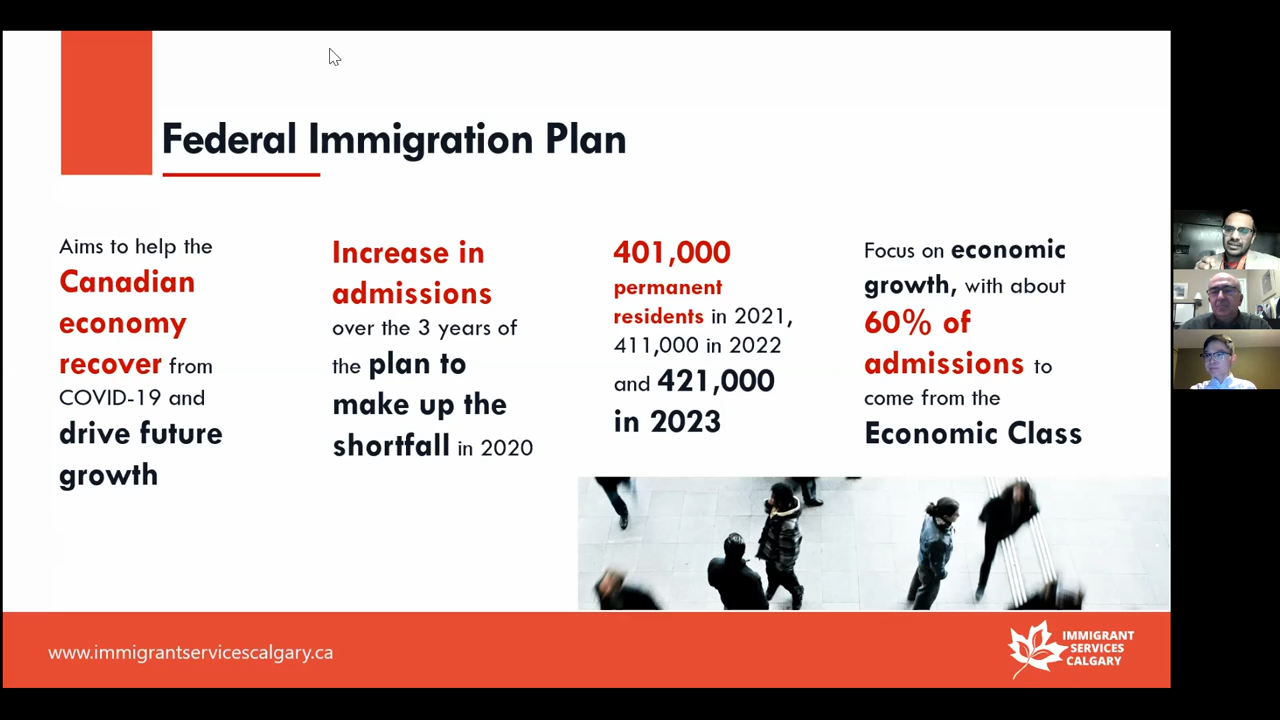 Federal Immigration Plan
Aims to help the
Canadian
economy
recover from
COVID-19 and
drive future
growth
Increase in
admissions
over the 3 years of
the plan to
make up the
shortfall in 2020
401,000
permanent
residents in 2021,
411,000 in 2022
and 421,000
in 2023
Focus on economic
growth, with about
60% of
admissions to
come from the
Economic Class
www.immigrantservicescalgary.ca
IMMIGRANT
SERVICES
CALGARY